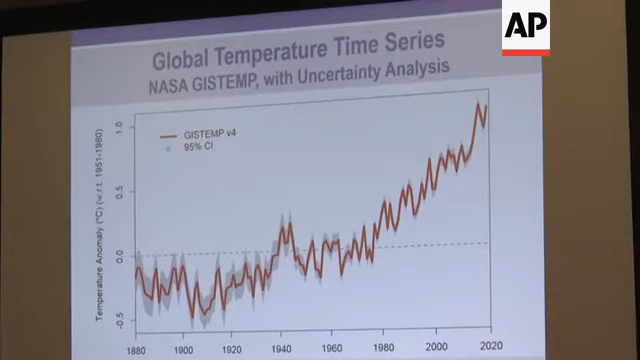 AP
Global Temperature Time Series
NASA GISTEMP, with Uncertainty Analysis
GISTEMP v4
95% CI
Temperature Anomaly (°C) (w.r.t. 1951-1980)
1.0
0.5
0.0
-0.5
1880 1900 1920 1940 1960 1980 2000 2020